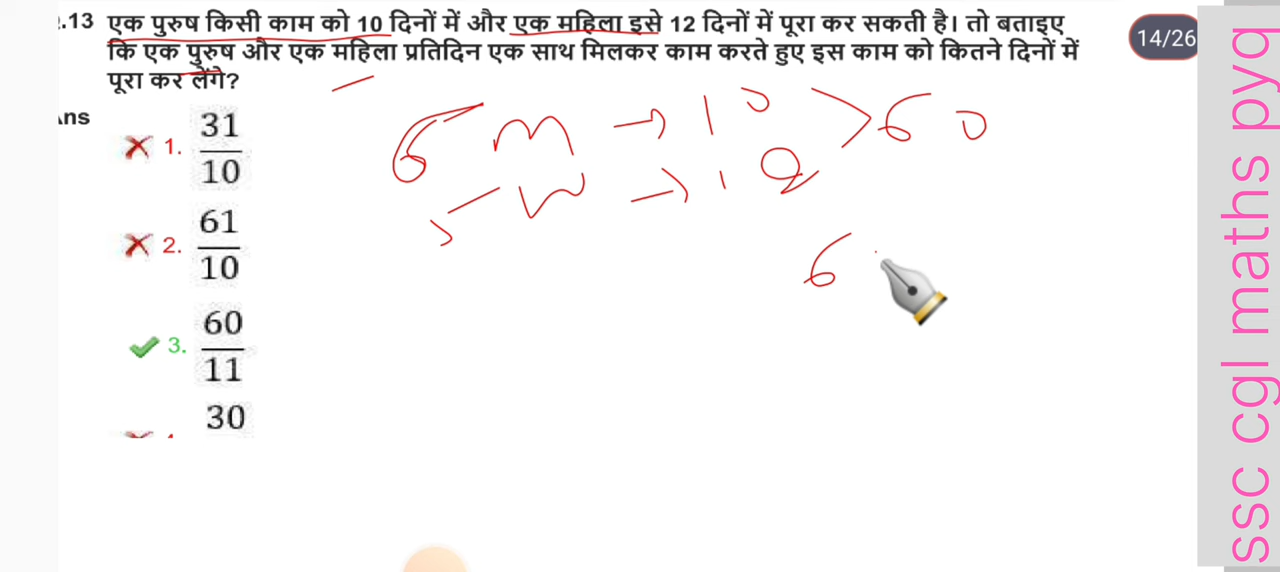 .13 एक पुरुष किसी काम को 10 दिनों में और एक महिला इसे 12 दिनों में पूरा कर सकती है। तो बताइए
कि एक पुरुष और एक महिला प्रतिदिन एक साथ मिलकर काम करते हुए इस काम को कितने दिनों में
पूरा कर लेंगे?
14/26
Ans
1. 31/10
2. 61/10
3. 60/11
30
6 M → 10 > 60
5 W → 12
6
ssc cgl maths pyq